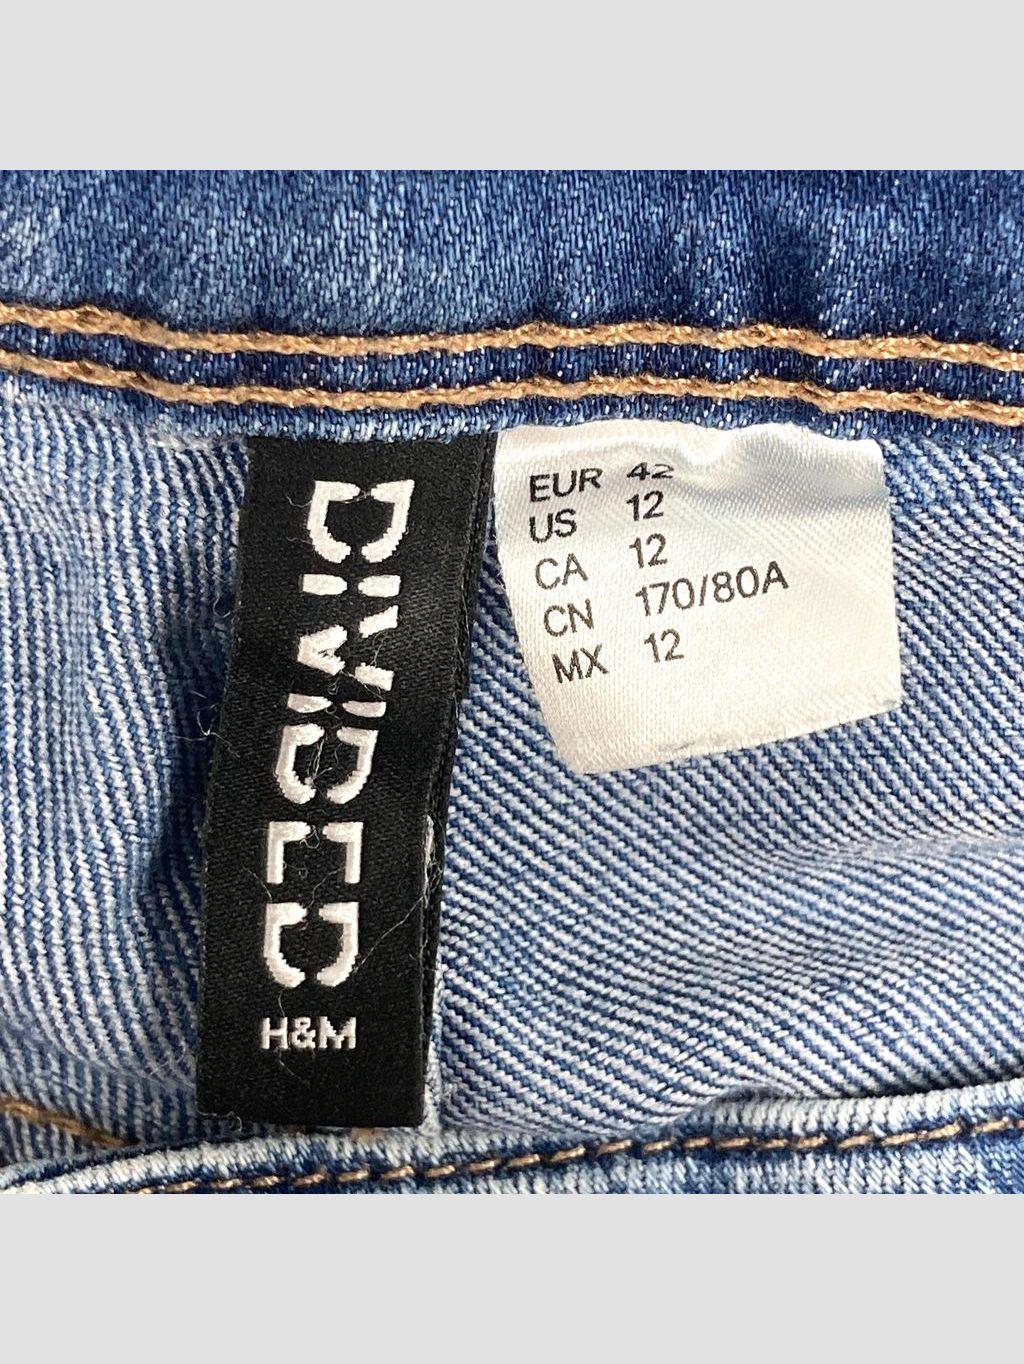 DIVIDED
H&M
EUR 42
US 12
CA 12
CN 170/80A
MX 12